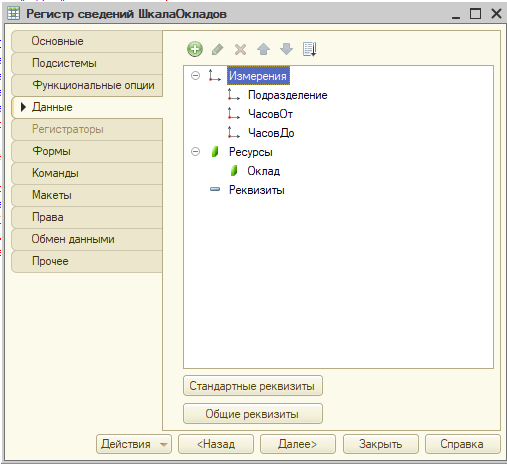 Регистр сведений ШкалаОкладов
Основные
Подсистемы
Функциональные опции
Данные
Регистраторы
Формы
Команды
Макеты
Права
Обмен данными
Прочее
Измерения
Подразделение
ЧасовОт
ЧасовДо
Ресурсы
Оклад
Реквизиты
Стандартные реквизиты
Общие реквизиты
Действия
<Назад
Далее>
Закрыть
Справка